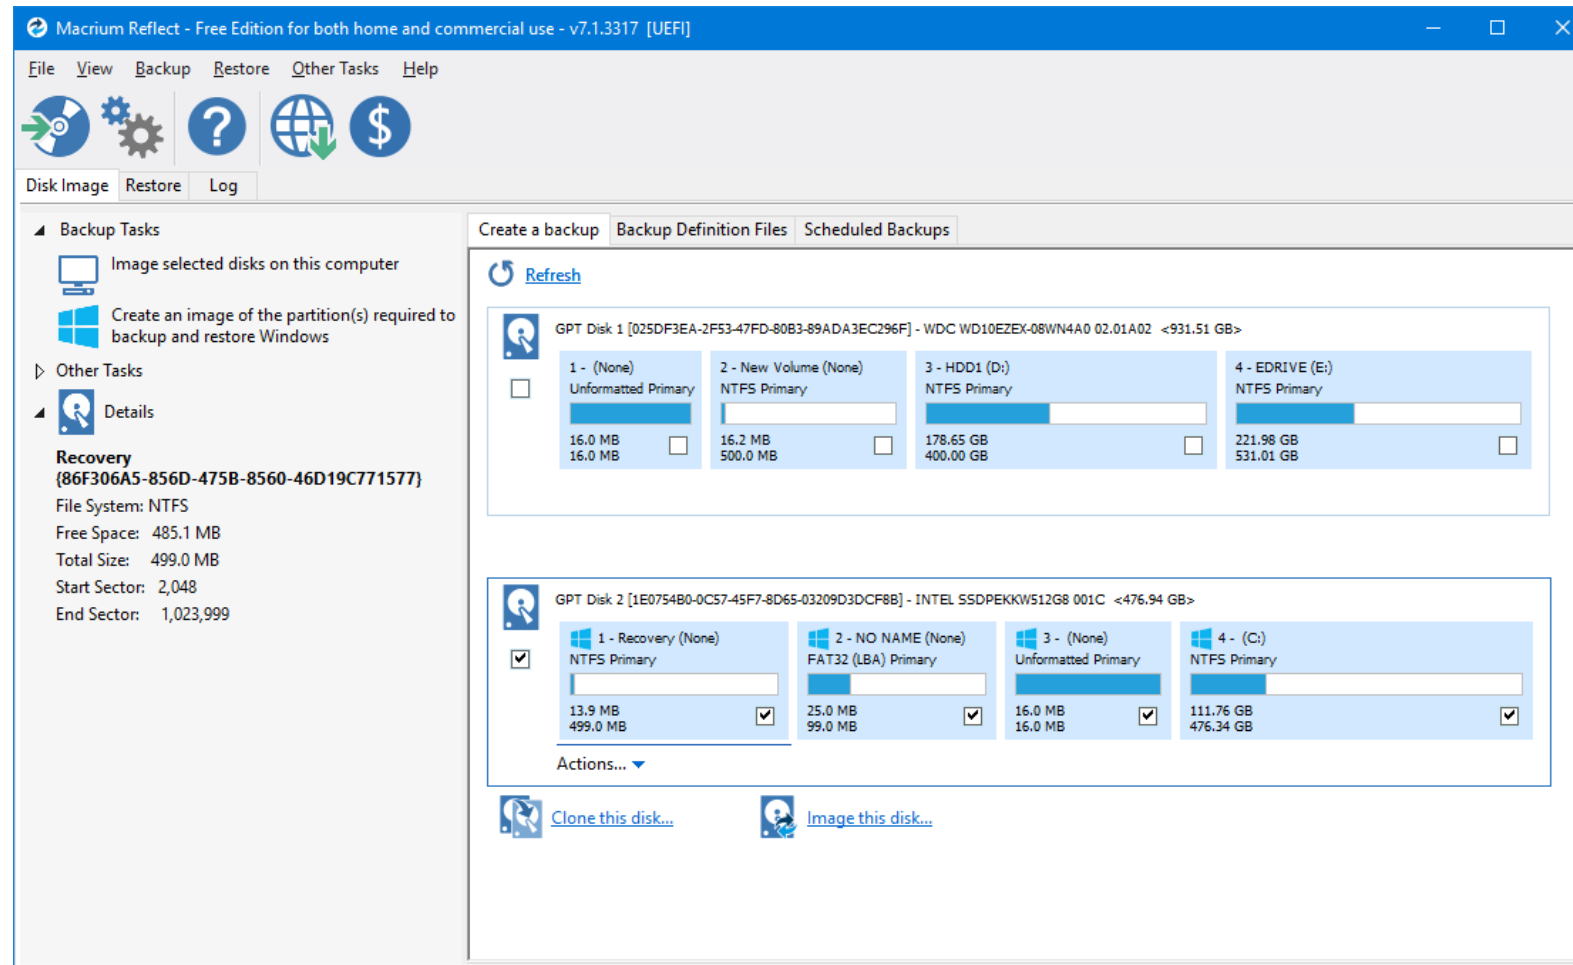 Macrium Reflect - Free Edition for both home and commercial use - v7.1.3317 [UEFI]
File View Backup Restore Other Tasks Help
Disk Image Restore Log
Backup Tasks
Image selected disks on this computer
Create an image of the partition(s) required to
backup and restore Windows
Other Tasks
Details
Recovery
{86F306A5-856D-475B-8560-46D19C771577}
File System: NTFS
Free Space: 485.1 MB
Total Size: 499.0 MB
Start Sector: 2,048
End Sector: 1,023,999
Create a backup Backup Definition Files Scheduled Backups
Refresh
GPT Disk 1 [025DF3EA-2F53-47FD-80B3-89ADA3EC296F] - WDC WD10EZEX-08WN4A0 02.01A02 <931.51 GB>
1 - (None)
Unformatted Primary
16.0 MB
16.0 MB
2 - New Volume (None)
NTFS Primary
16.2 MB
500.0 MB
3 - HDD1 (D:)
NTFS Primary
178.65 GB
400.00 GB
4 - EDRIVE (E:)
NTFS Primary
221.98 GB
531.01 GB
GPT Disk 2 [1E0754B0-0C57-45F7-8D65-03209D3DCF8B] - INTEL SSDPEKKW512G8 001C <476.94 GB>
1 - Recovery (None)
NTFS Primary
13.9 MB
499.0 MB
2 - NO NAME (None)
FAT32 (LBA) Primary
25.0 MB
99.0 MB
3 - (None)
Unformatted Primary
16.0 MB
16.0 MB
4 - (C:)
NTFS Primary
111.76 GB
476.34 GB
Actions...
Clone this disk...
Image this disk...